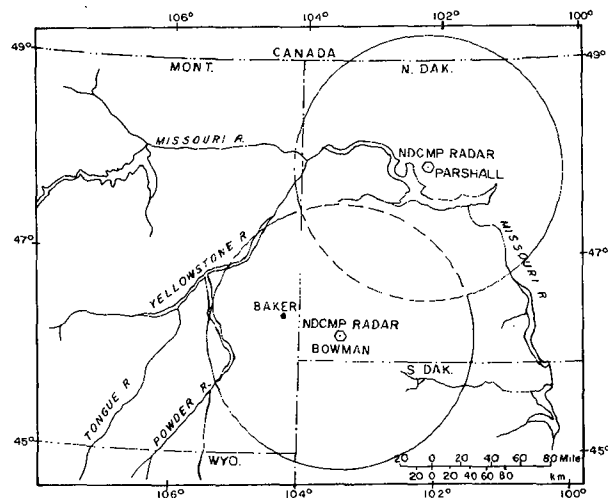 106° 104° 102° 100°
49° CANADA 49°
MONT. N. DAK.
MISSOURI R.
NDCMP RADAR
PARSHALL
47° 47°
MISSOURI R
YELLOWSTONE R
BAKER
NDCMP RADAR
BOWMAN
S DAK.
TONGUE R
POWDER R.
45° WYO. 45°
20 0 20 40 60 80 Mile
20 0 20 40 60 80
km
106° 104° 102° 100°